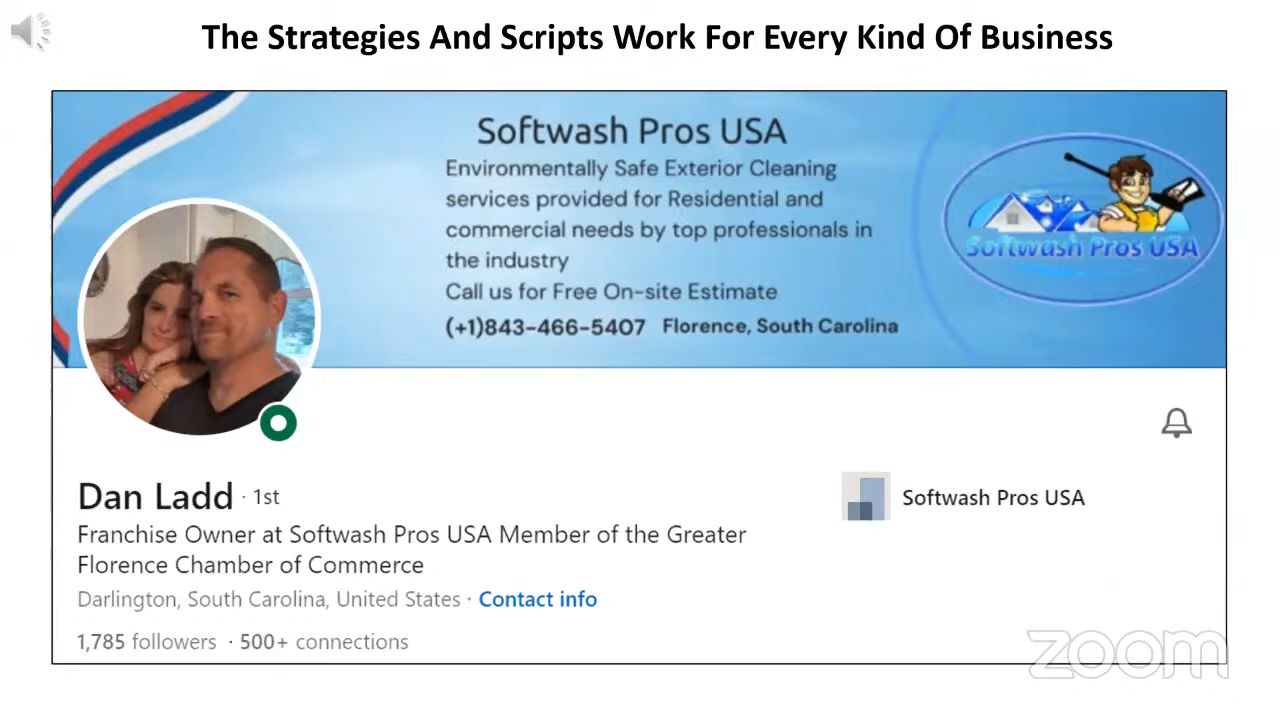 The Strategies And Scripts Work For Every Kind Of Business
Softwash Pros USA
Environmentally Safe Exterior Cleaning
services provided for Residential and
commercial needs by top professionals in
the industry
Call us for Free On-site Estimate
(+1)843-466-5407 Florence, South Carolina
Softwash Pros USA
Dan Ladd · 1st
Softwash Pros USA
Franchise Owner at Softwash Pros USA Member of the Greater
Florence Chamber of Commerce
Darlington, South Carolina, United States · Contact info
1,785 followers · 500+ connections
zoom